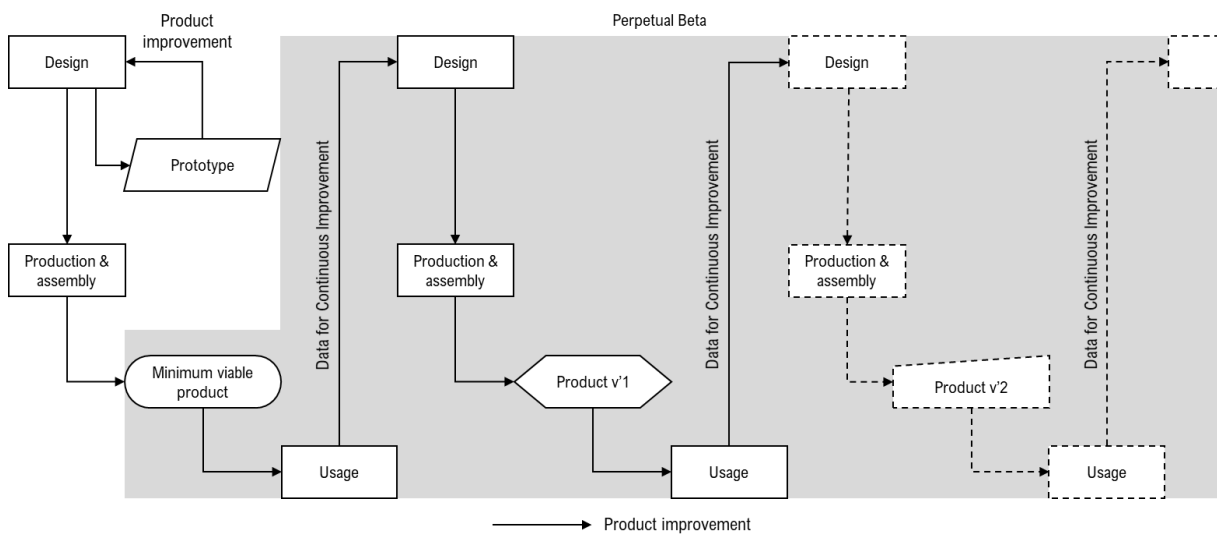 Product
improvement
Perpetual Beta
Design
Prototype
Production &
assembly
Minimum viable
product
Usage
Data for Continuous Improvement
Design
Production &
assembly
Product v'1
Usage
Data for Continuous Improvement
Design
Production &
assembly
Product v'2
Usage
Data for Continuous Improvement
Product improvement